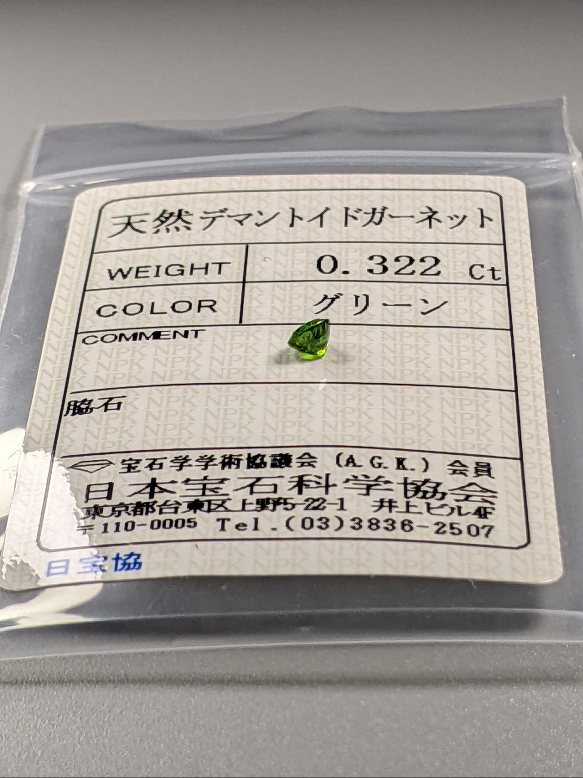 天然デマントイドガーネット
WEIGHT 0.322 Ct
COLOR グリーン
COMMENT
脇石
宝石学学術協議会 (A.G.K.) 会員
日本宝石科学協会
東京都台東区上野5-22-1 井上ビル4F
〒110-0005 Tel.(03)3836-2507
日宝協